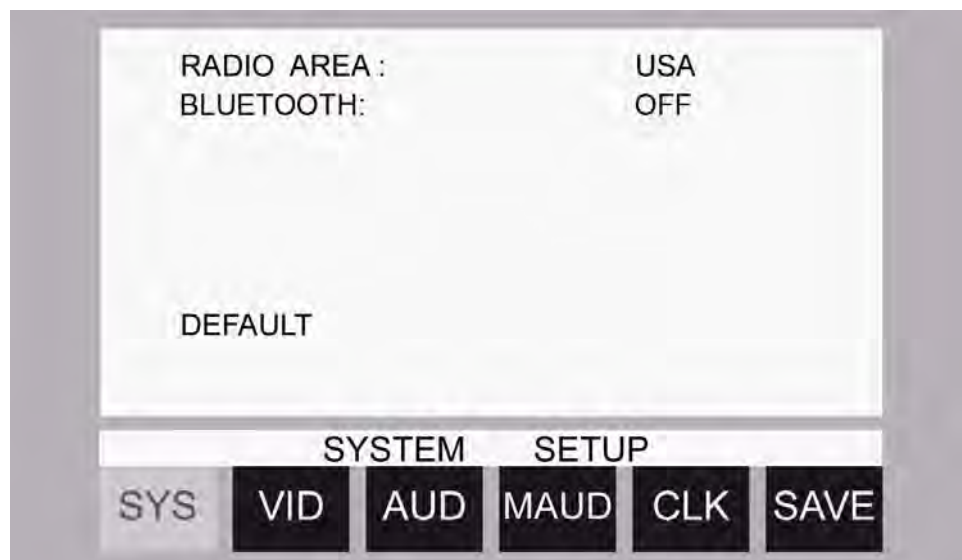 RADIO AREA : USA
BLUETOOTH: OFF
DEFAULT
SYSTEM SETUP
SYS VID AUD MAUD CLK SAVE